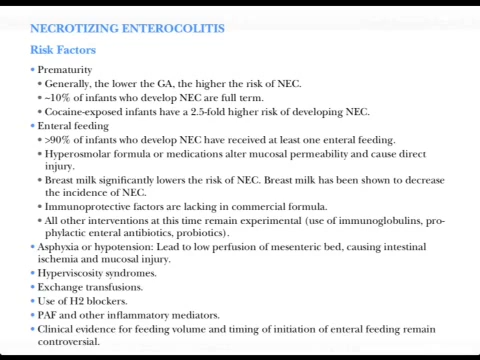 NECROTIZING ENTEROCOLITIS
Risk Factors
• Prematurity
• Generally, the lower the GA, the higher the risk of NEC.
• ~10% of infants who develop NEC are full term.
• Cocaine-exposed infants have a 2.5-fold higher risk of developing NEC.
• Enteral feeding
• >90% of infants who develop NEC have received at least one enteral feeding.
• Hyperosmolar formula or medications alter mucosal permeability and cause direct
injury.
• Breast milk significantly lowers the risk of NEC. Breast milk has been shown to decrease
the incidence of NEC.
• Immunoprotective factors are lacking in commercial formula.
• All other interventions at this time remain experimental (use of immunoglobulins, pro-
phylactic enteral antibiotics, probiotics).
• Asphyxia or hypotension: Lead to low perfusion of mesenteric bed, causing intestinal
ischemia and mucosal injury.
• Hyperviscosity syndromes.
• Exchange transfusions.
• Use of H2 blockers.
• PAF and other inflammatory mediators.
• Clinical evidence for feeding volume and timing of initiation of enteral feeding remain
controversial.